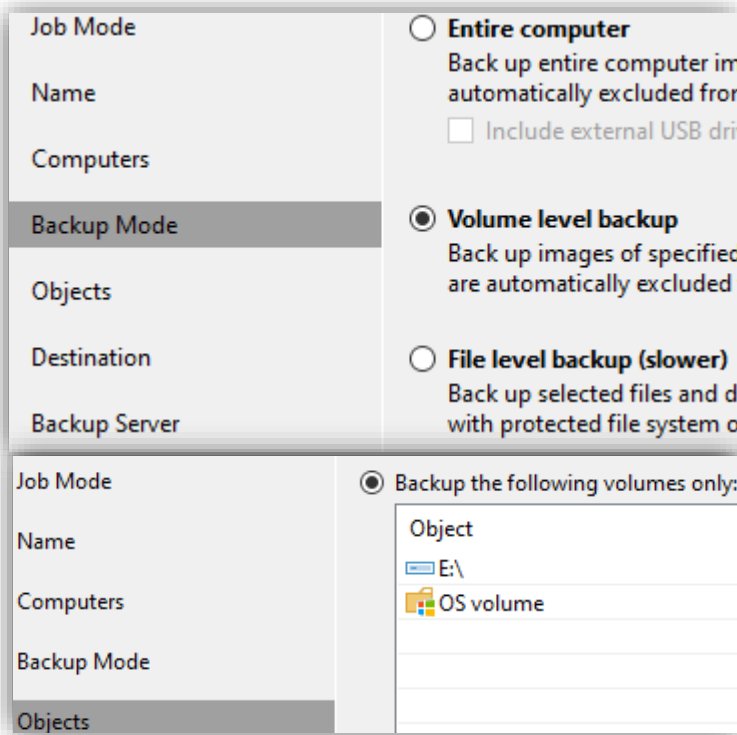 Job Mode
Name
Computers
Backup Mode
Objects
Destination
Backup Server
Entire computer
Back up entire computer im
automatically excluded from
Include external USB dri
Volume level backup
Back up images of specified
are automatically excluded
File level backup (slower)
Back up selected files and d
with protected file system o
Job Mode
Name
Computers
Backup Mode
Objects
Backup the following volumes only:
Object
E:\
OS volume